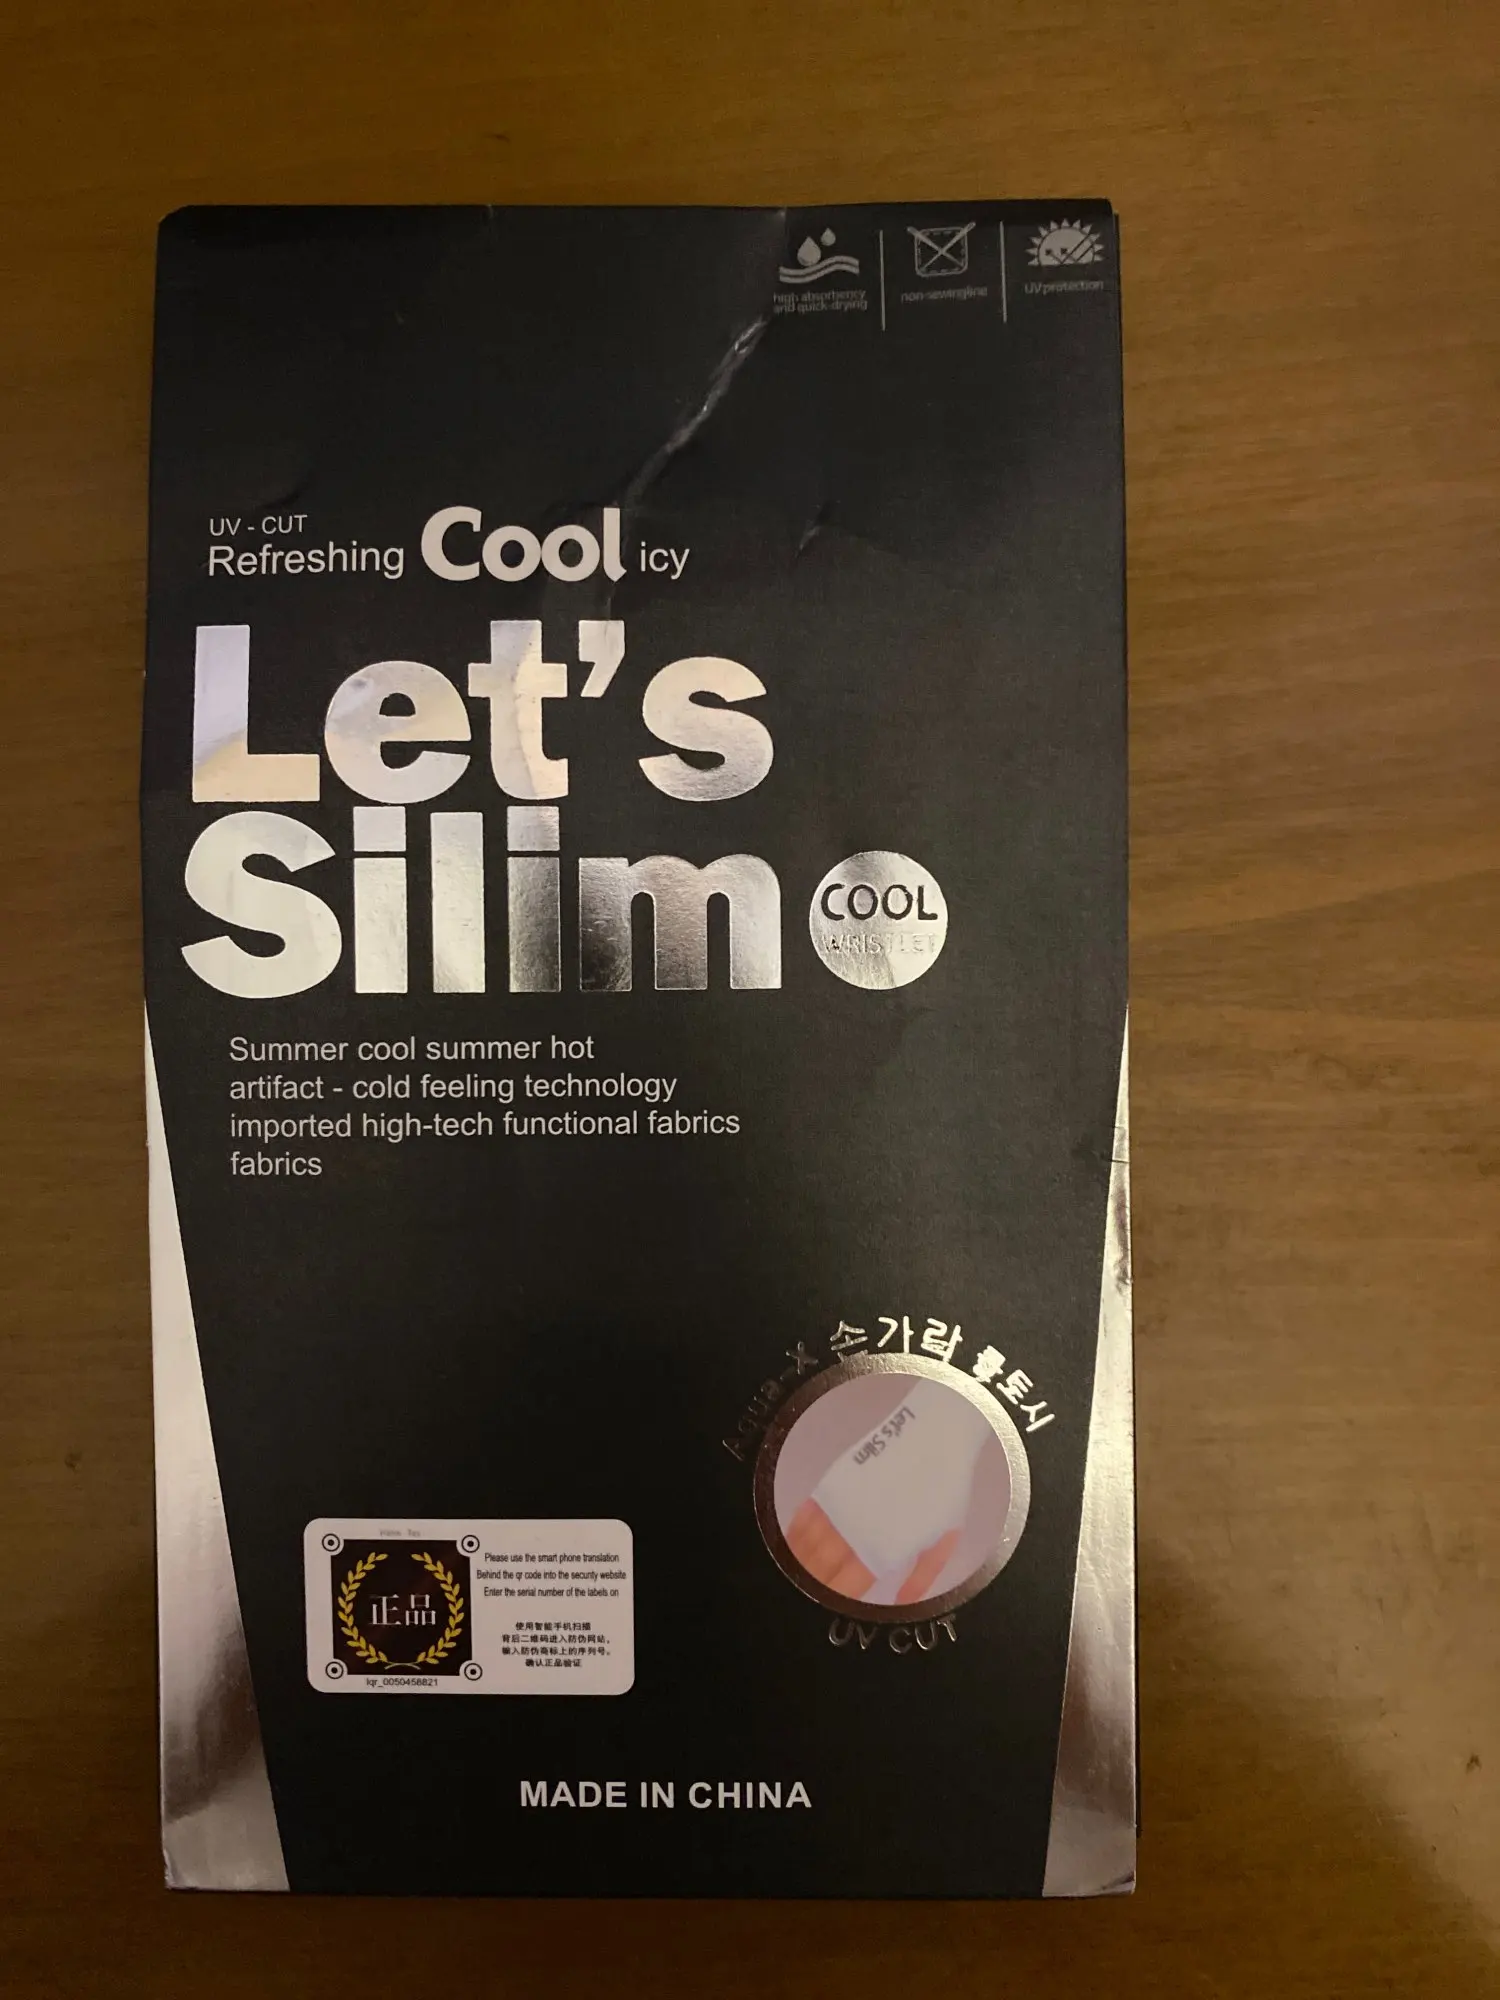 high absorbency
and quick-drying
non-sewingline
UV protection
UV - CUT
Refreshing Cool icy
Let's
Silim
COOL
WRISTLET
Summer cool summer hot
artifact - cold feeling technology
imported high-tech functional fabrics
fabrics
Aqua-X 손가락 홀토시
Let's Slim
UV CUT
Please use the smart phone translation
Behind the qr code into the security website
Enter the serial number of the labels on
正品
使用智能手机扫描
背后二维码进入防伪网站，
输入防伪商标上的序列号。
确认正品验证
lqr_0050458821
MADE IN CHINA